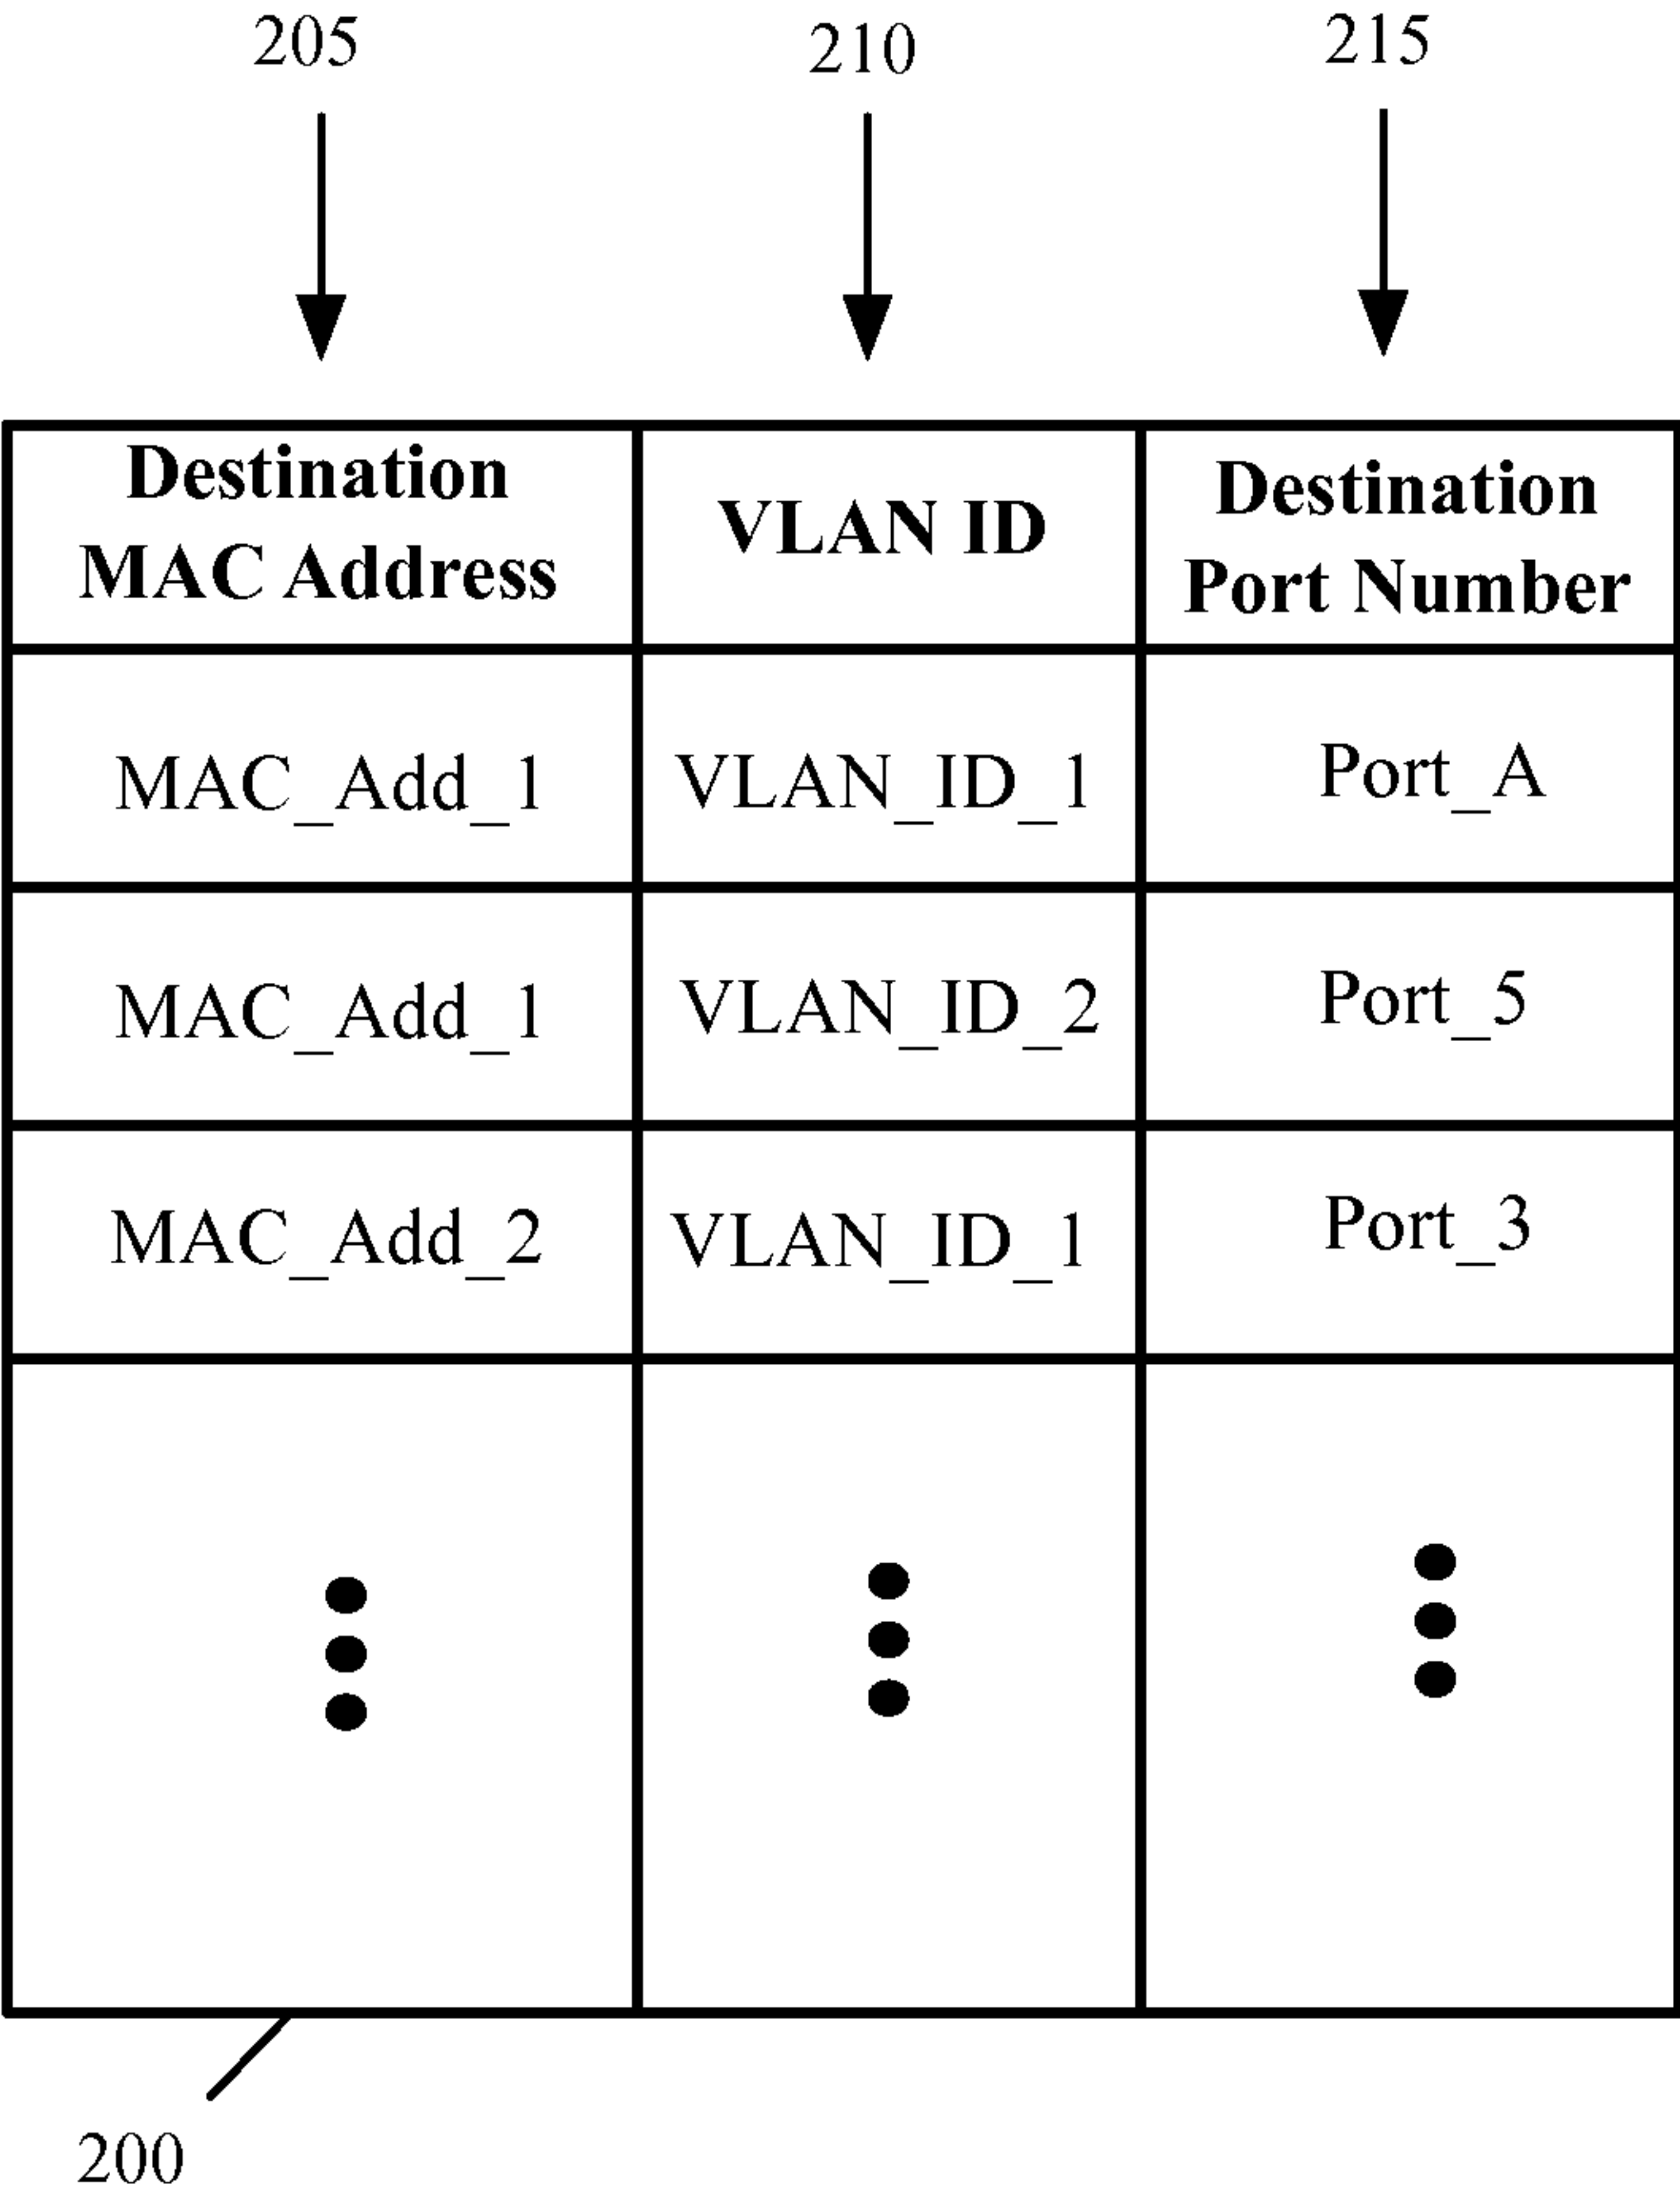 205
210
215
Destination
MAC Address
VLAN ID
Destination
Port Number
MAC_Add_1
VLAN_ID_1
Port_A
MAC_Add_1
VLAN_ID_2
Port_5
MAC_Add_2
VLAN_ID_1
Port_3
200